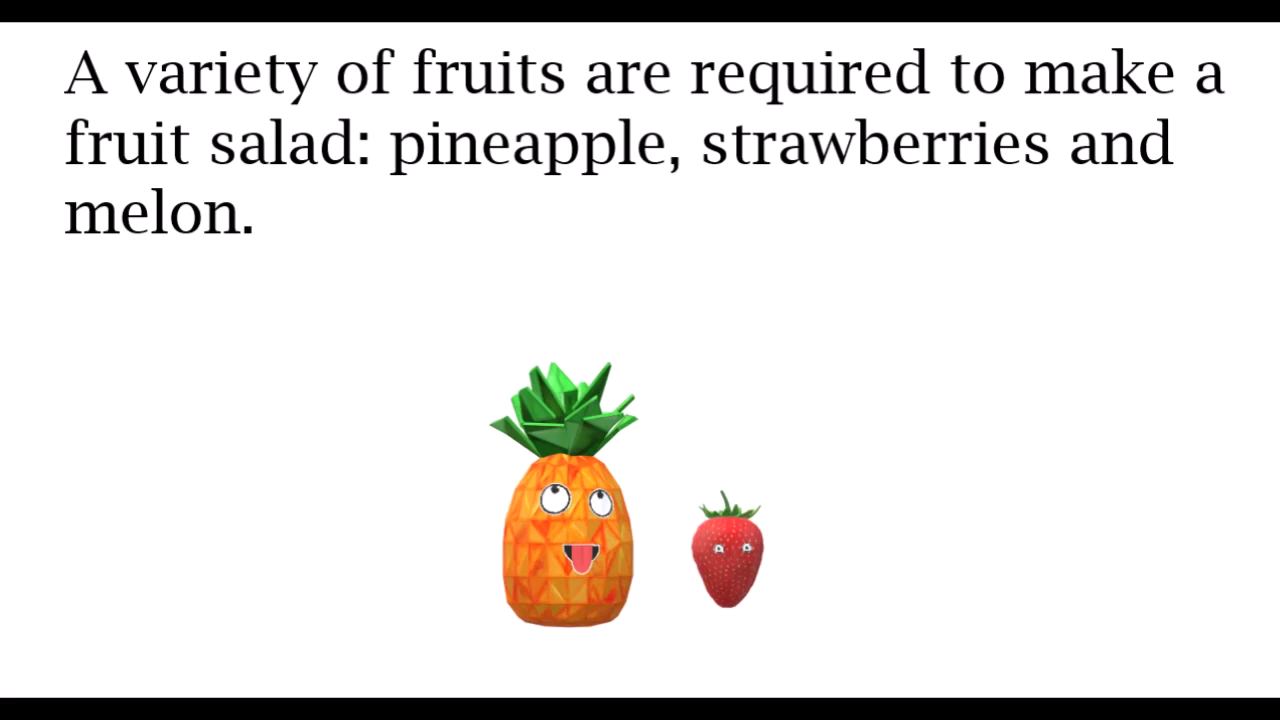 A variety of fruits are required to make a
fruit salad: pineapple, strawberries and
melon.